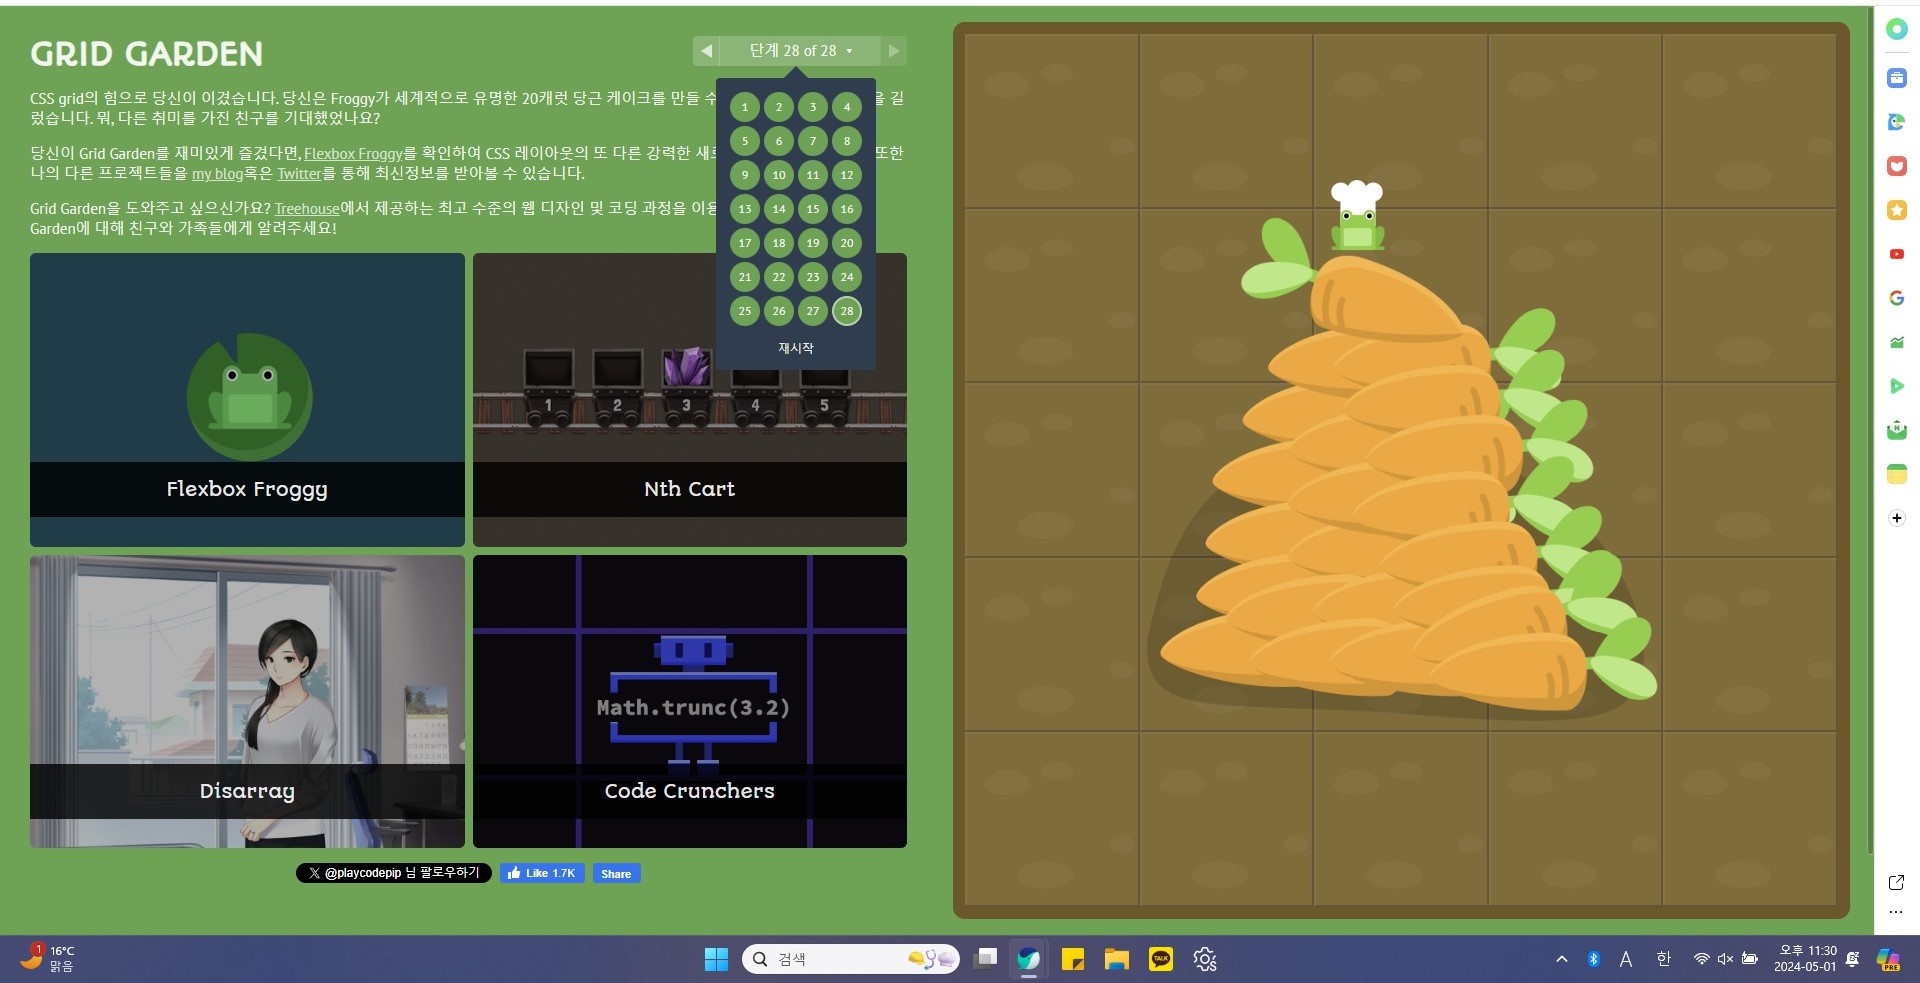 GRID GARDEN
◀ 단계 28 of 28 ▾ ▶
CSS grid의 힘으로 당신이 이겼습니다. 당신은 Froggy가 세계적으로 유명한 20캐럿 당근 케이크를 만들 수 을 길
렀습니다. 뭐, 다른 취미를 가진 친구를 기대했었나요?
당신이 Grid Garden를 재미있게 즐겼다면, Flexbox Froggy를 확인하여 CSS 레이아웃의 또 다른 강력한 새로 또한
나의 다른 프로젝트들을 my blog혹은 Twitter를 통해 최신정보를 받아볼 수 있습니다.
Grid Garden을 도와주고 싶으신가요? Treehouse에서 제공하는 최고 수준의 웹 디자인 및 코딩 과정을 이용
Garden에 대해 친구와 가족들에게 알려주세요!
1 2 3 4
5 6 7 8
9 10 11 12
13 14 15 16
17 18 19 20
21 22 23 24
25 26 27 28
재시작
1 2 3 4 5
Flexbox Froggy
Nth Cart
Math.trunc(3.2)
Disarray
Code Crunchers
@playcodepip 님 팔로우하기
Like 1.7K
Share
1
16°C
맑음
검색
TALK
A
한
오후 11:30
2024-05-01
PRE